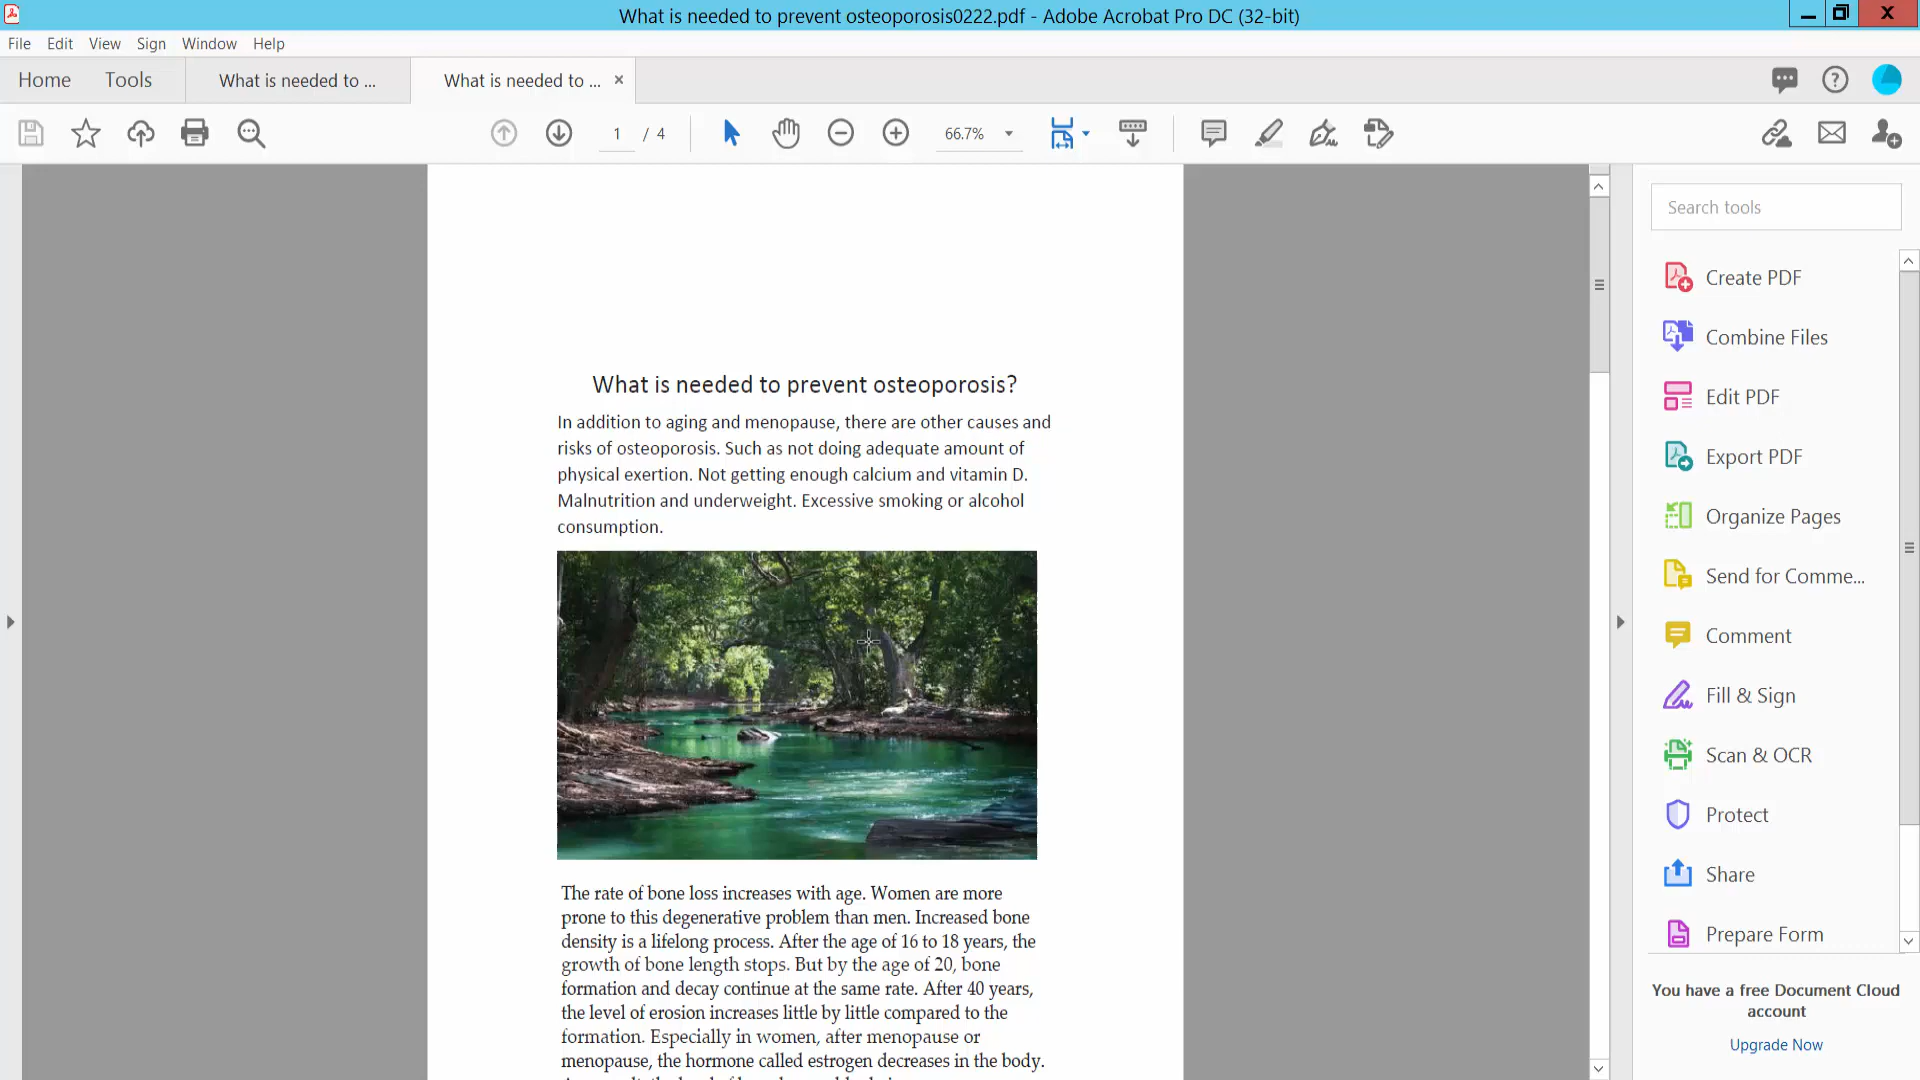 What is needed to prevent osteoporosis0222.pdf - Adobe Acrobat Pro DC (32-bit)
File Edit View Sign Window Help
Home Tools What is needed to ... What is needed to ... ×
1 / 4 66.7%
Search tools
Create PDF
Combine Files
Edit PDF
Export PDF
Organize Pages
Send for Comme...
Comment
Fill & Sign
Scan & OCR
Protect
Share
Prepare Form
You have a free Document Cloud
account
Upgrade Now
What is needed to prevent osteoporosis?
In addition to aging and menopause, there are other causes and
risks of osteoporosis. Such as not doing adequate amount of
physical exertion. Not getting enough calcium and vitamin D.
Malnutrition and underweight. Excessive smoking or alcohol
consumption.
The rate of bone loss increases with age. Women are more
prone to this degenerative problem than men. Increased bone
density is a lifelong process. After the age of 16 to 18 years, the
growth of bone length stops. But by the age of 20, bone
formation and decay continue at the same rate. After 40 years,
the level of erosion increases little by little compared to the
formation. Especially in women, after menopause or
menopause, the hormone called estrogen decreases in the body.